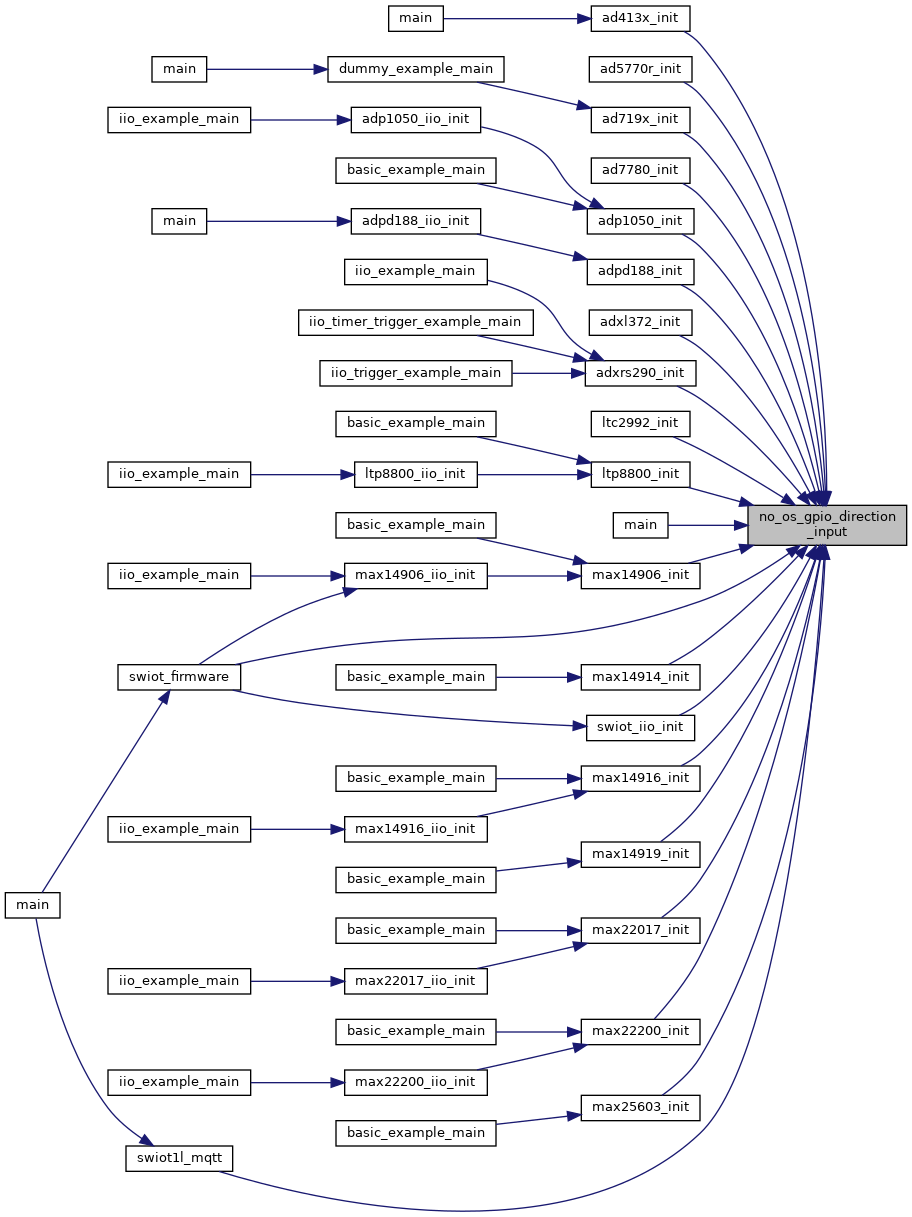 main
ad413x_init
ad5770r_init
main
dummy_example_main
ad719x_init
iio_example_main
adp1050_iio_init
ad7780_init
basic_example_main
adp1050_init
main
adpd188_iio_init
adpd188_init
iio_example_main
iio_timer_trigger_example_main
adxl372_init
iio_trigger_example_main
adxrs290_init
basic_example_main
ltc2992_init
iio_example_main
ltp8800_iio_init
ltp8800_init
no_os_gpio_direction
_input
basic_example_main
main
iio_example_main
max14906_iio_init
max14906_init
swiot_firmware
basic_example_main
max14914_init
swiot_iio_init
basic_example_main
max14916_init
iio_example_main
max14916_iio_init
max14919_init
basic_example_main
main
basic_example_main
max22017_init
iio_example_main
max22017_iio_init
basic_example_main
max22200_init
iio_example_main
max22200_iio_init
max25603_init
basic_example_main
swiot1l_mqtt